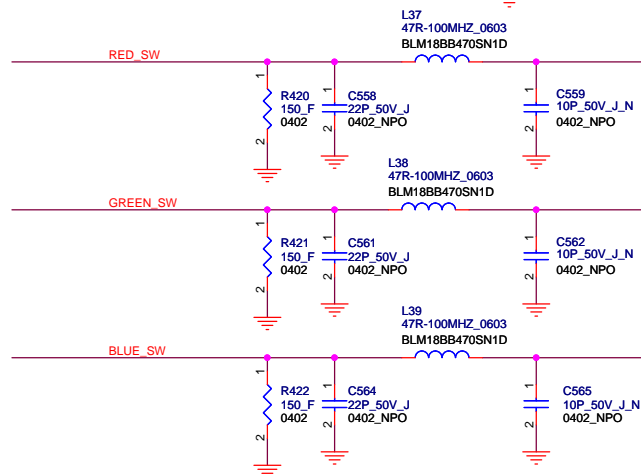 L37
47R-100MHZ_0603
BLM18BB470SN1D
RED_SW
1
2
R420
150_F
0402
1
2
C558
22P_50V_J
0402_NPO
1
2
C559
10P_50V_J_N
0402_NPO
L38
47R-100MHZ_0603
BLM18BB470SN1D
GREEN_SW
1
2
R421
150_F
0402
1
2
C561
22P_50V_J
0402_NPO
1
2
C562
10P_50V_J_N
0402_NPO
L39
47R-100MHZ_0603
BLM18BB470SN1D
BLUE_SW
1
2
R422
150_F
0402
1
2
C564
22P_50V_J
0402_NPO
1
2
C565
10P_50V_J_N
0402_NPO